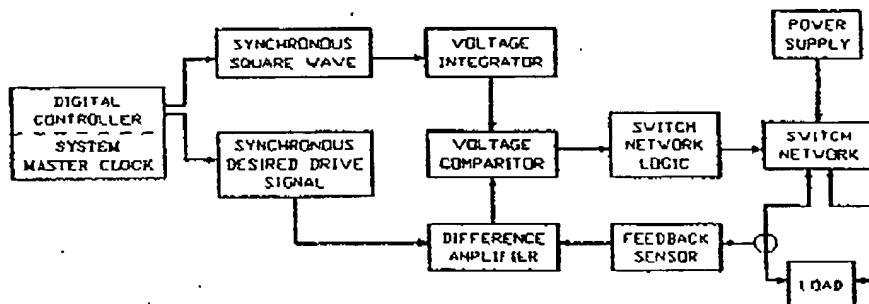 SYNCHRONOUS
SQUARE WAVE
VOLTAGE
INTEGRATOR
POWER
SUPPLY
DIGITAL
CONTROLLER
SYSTEM
MASTER CLOCK
SYNCHRONOUS
DESIRED DRIVE
SIGNAL
VOLTAGE
COMPARITOR
SWITCH
NETWORK
LOGIC
SWITCH
NETWORK
DIFFERENCE
AMPLIFIER
FEEDBACK
SENSOR
LOAD